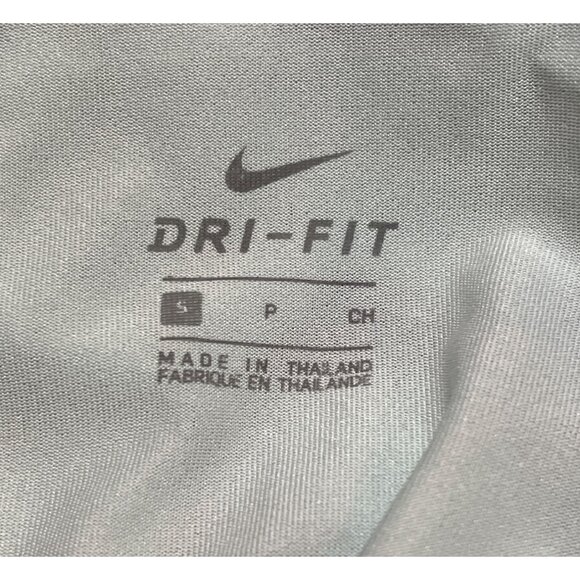 DRI-FIT
S P CH
MADE IN THAILAND
FABRIQUE EN THAILANDE